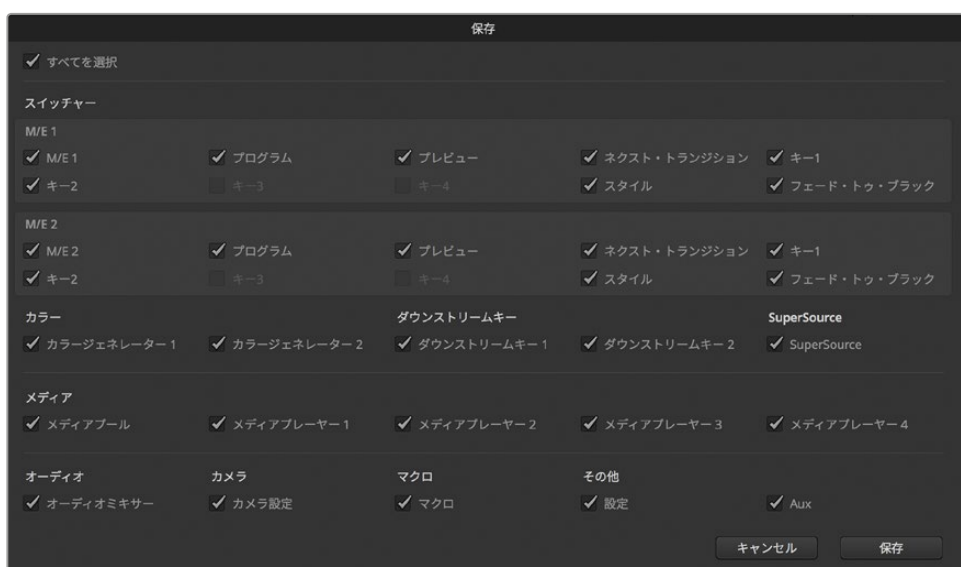 保存
すべてを選択
スイッチャー
M/E 1
M/E 1 プログラム プレビュー ネクスト・トランジション キー1
キー2 キー3 キー4 スタイル フェード・トゥ・ブラック
M/E 2
M/E 2 プログラム プレビュー ネクスト・トランジション キー1
キー2 キー3 キー4 スタイル フェード・トゥ・ブラック
カラー ダウンストリームキー SuperSource
カラージェネレーター 1 カラージェネレーター 2 ダウンストリームキー 1 ダウンストリームキー 2 SuperSource
メディア
メディアプール メディアプレーヤー 1 メディアプレーヤー 2 メディアプレーヤー 3 メディアプレーヤー 4
オーディオ カメラ マクロ その他
オーディオミキサー カメラ設定 マクロ 設定 Aux
キャンセル 保存